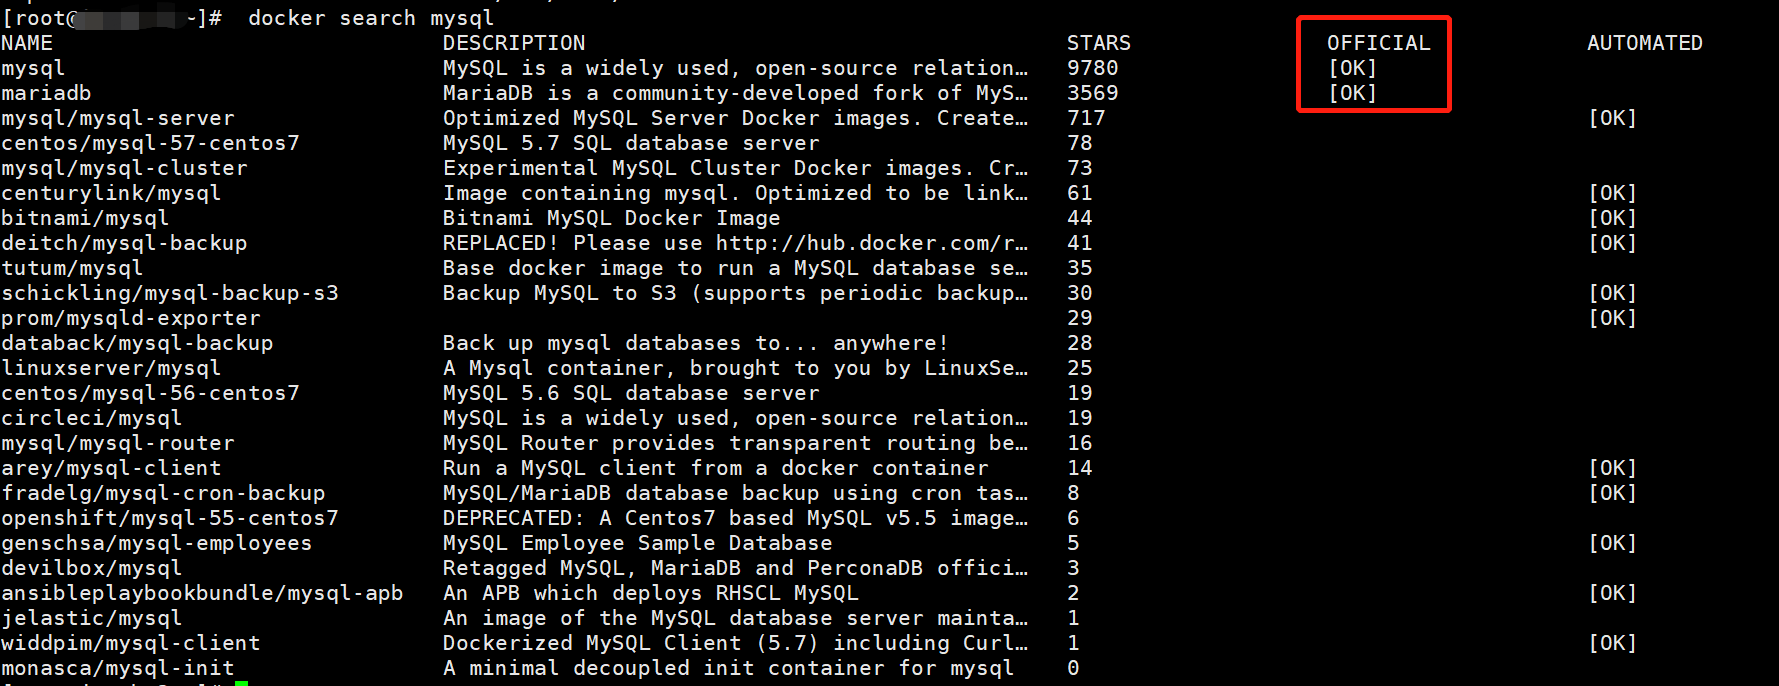 [root@ ~]# docker search mysql
NAME DESCRIPTION STARS OFFICIAL AUTOMATED
mysql MySQL is a widely used, open-source relation… 9780 [OK]
mariadb MariaDB is a community-developed fork of MyS… 3569 [OK]
mysql/mysql-server Optimized MySQL Server Docker images. Create… 717 [OK]
centos/mysql-57-centos7 MySQL 5.7 SQL database server 78
mysql/mysql-cluster Experimental MySQL Cluster Docker images. Cr… 73
centurylink/mysql Image containing mysql. Optimized to be link… 61 [OK]
bitnami/mysql Bitnami MySQL Docker Image 44 [OK]
deitch/mysql-backup REPLACED! Please use http://hub.docker.com/r… 41 [OK]
tutum/mysql Base docker image to run a MySQL database se… 35
schickling/mysql-backup-s3 Backup MySQL to S3 (supports periodic backup… 30 [OK]
prom/mysqld-exporter 29 [OK]
databack/mysql-backup Back up mysql databases to... anywhere! 28
linuxserver/mysql A Mysql container, brought to you by LinuxSe… 25
centos/mysql-56-centos7 MySQL 5.6 SQL database server 19
circleci/mysql MySQL is a widely used, open-source relation… 19
mysql/mysql-router MySQL Router provides transparent routing be… 16
arey/mysql-client Run a MySQL client from a docker container 14 [OK]
fradelg/mysql-cron-backup MySQL/MariaDB database backup using cron tas… 8 [OK]
openshift/mysql-55-centos7 DEPRECATED: A Centos7 based MySQL v5.5 image… 6
genschsa/mysql-employees MySQL Employee Sample Database 5 [OK]
devilbox/mysql Retagged MySQL, MariaDB and PerconaDB offici… 3
ansibleplaybookbundle/mysql-apb An APB which deploys RHSCL MySQL 2 [OK]
jelastic/mysql An image of the MySQL database server mainta… 1
widdpim/mysql-client Dockerized MySQL Client (5.7) including Curl… 1 [OK]
monasca/mysql-init A minimal decoupled init container for mysql 0